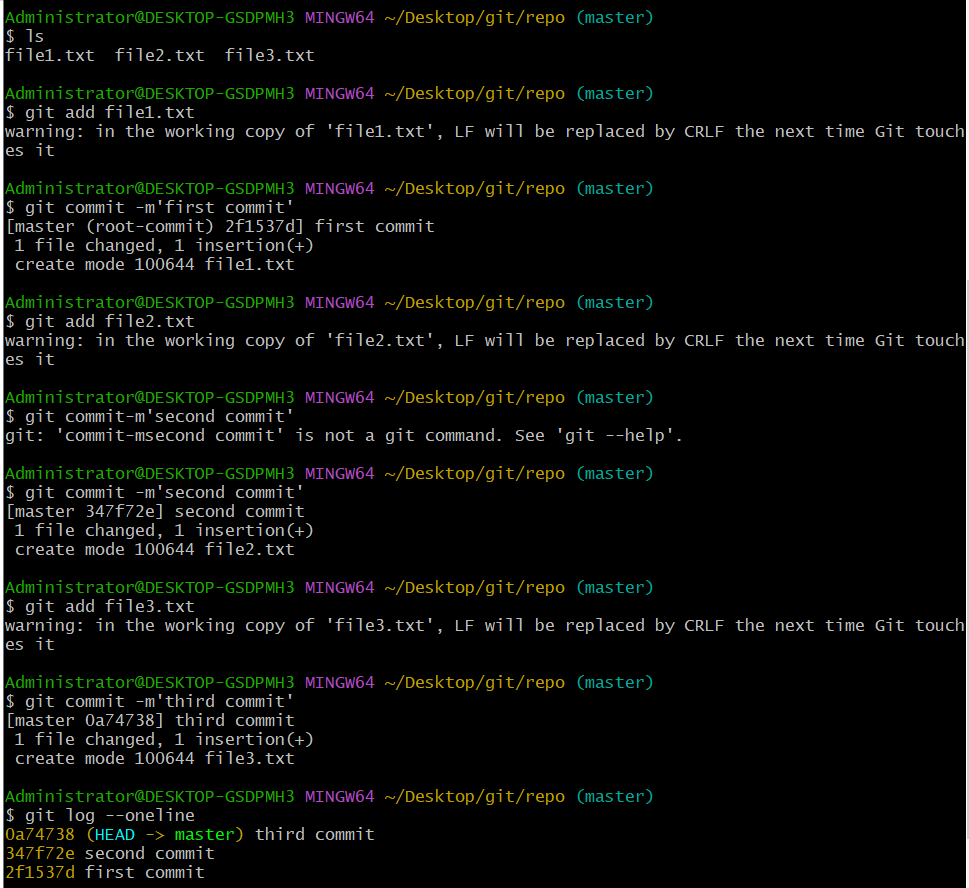 Administrator@DESKTOP-GSDPMH3 MINGW64 ~/Desktop/git/repo (master)
$ ls
file1.txt  file2.txt  file3.txt
Administrator@DESKTOP-GSDPMH3 MINGW64 ~/Desktop/git/repo (master)
$ git add file1.txt
warning: in the working copy of 'file1.txt', LF will be replaced by CRLF the next time Git touch
es it
Administrator@DESKTOP-GSDPMH3 MINGW64 ~/Desktop/git/repo (master)
$ git commit -m'first commit'
[master (root-commit) 2f1537d] first commit
 1 file changed, 1 insertion(+)
 create mode 100644 file1.txt
Administrator@DESKTOP-GSDPMH3 MINGW64 ~/Desktop/git/repo (master)
$ git add file2.txt
warning: in the working copy of 'file2.txt', LF will be replaced by CRLF the next time Git touch
es it
Administrator@DESKTOP-GSDPMH3 MINGW64 ~/Desktop/git/repo (master)
$ git commit-m'second commit'
git: 'commit-msecond commit' is not a git command. See 'git --help'.
Administrator@DESKTOP-GSDPMH3 MINGW64 ~/Desktop/git/repo (master)
$ git commit -m'second commit'
[master 347f72e] second commit
 1 file changed, 1 insertion(+)
 create mode 100644 file2.txt
Administrator@DESKTOP-GSDPMH3 MINGW64 ~/Desktop/git/repo (master)
$ git add file3.txt
warning: in the working copy of 'file3.txt', LF will be replaced by CRLF the next time Git touch
es it
Administrator@DESKTOP-GSDPMH3 MINGW64 ~/Desktop/git/repo (master)
$ git commit -m'third commit'
[master 0a74738] third commit
 1 file changed, 1 insertion(+)
 create mode 100644 file3.txt
Administrator@DESKTOP-GSDPMH3 MINGW64 ~/Desktop/git/repo (master)
$ git log --oneline
0a74738 (HEAD -> master) third commit
347f72e second commit
2f1537d first commit